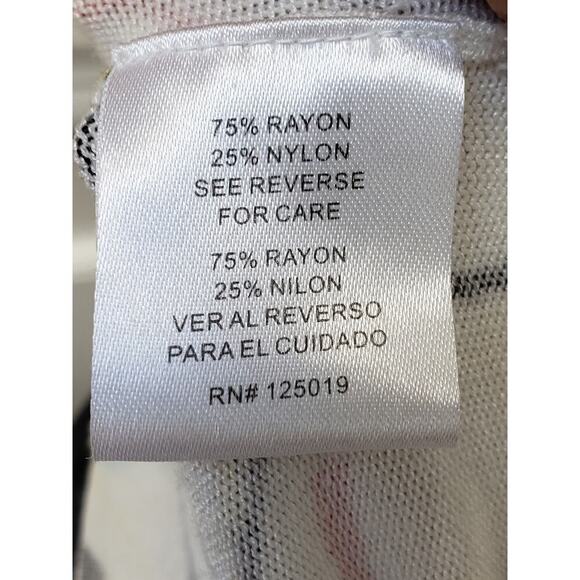 75% RAYON
25% NYLON
SEE REVERSE
FOR CARE
75% RAYON
25% NILON
VER AL REVERSO
PARA EL CUIDADO
RN# 125019